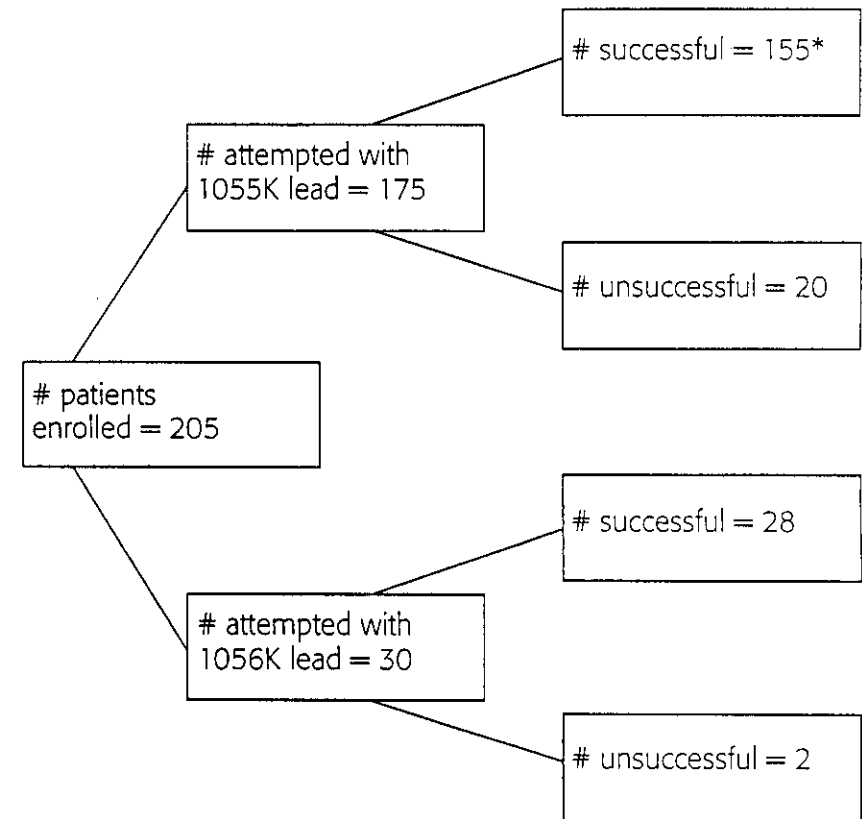 # successful = 155*
# attempted with
1055K lead = 175
# unsuccessful = 20
# patients
enrolled = 205
# successful = 28
# attempted with
1056K lead = 30
# unsuccessful = 2